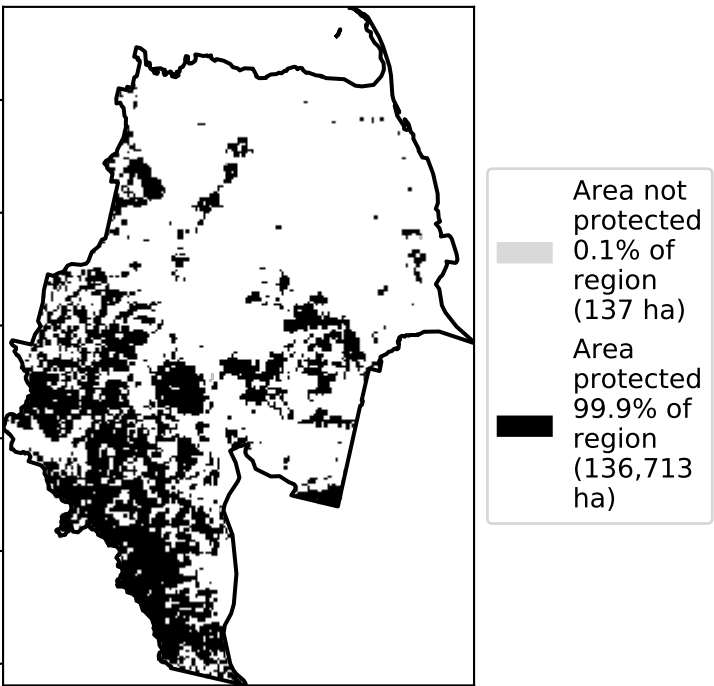 Area not
protected
0.1% of
region
(137 ha)
Area
protected
99.9% of
region
(136,713
ha)